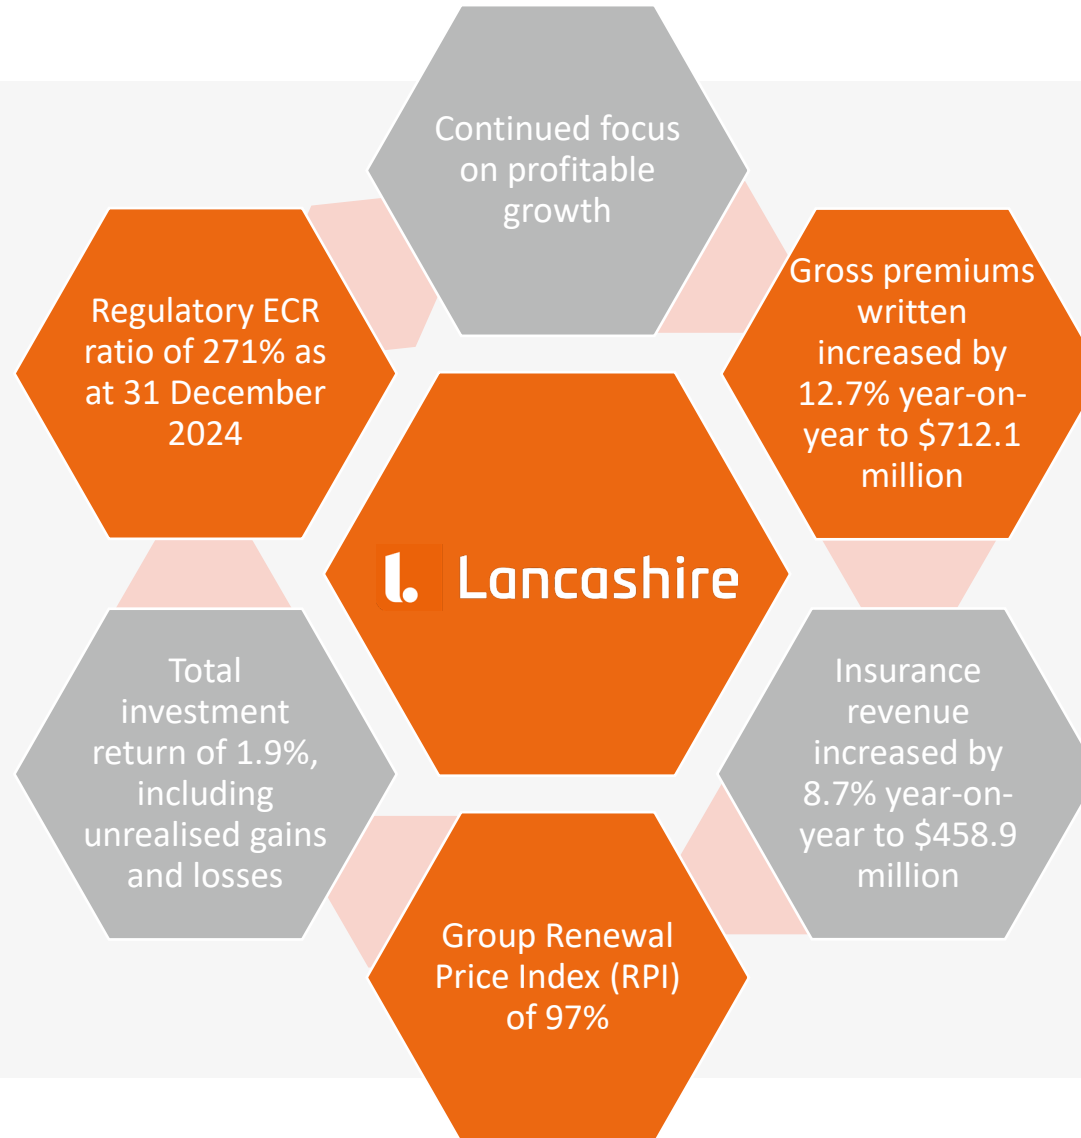 Continued focus
on profitable
growth
Gross premiums
written
increased by
12.7% year-on-
year to $712.1
million
Insurance
revenue
increased by
8.7% year-on-
year to $458.9
million
Group Renewal
Price Index (RPI)
of 97%
Total
investment
return of 1.9%,
including
unrealised gains
and losses
Regulatory ECR
ratio of 271% as
at 31 December
2024
Lancashire